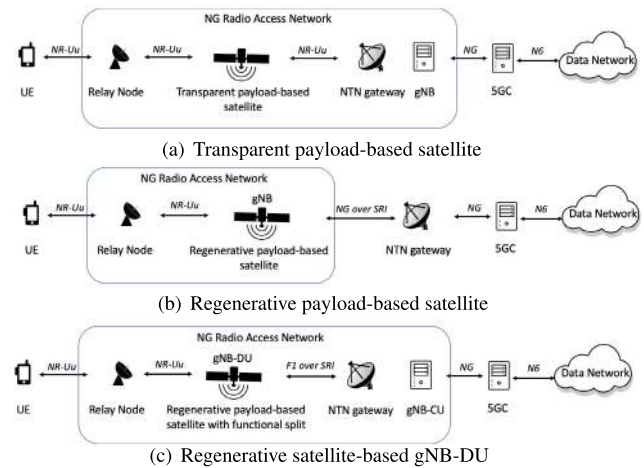 NG Radio Access Network
NR-Uu NR-Uu NR-Uu NG N6
Data Network
UE Relay Node Transparent payload-based satellite NTN gateway gNB 5GC
(a) Transparent payload-based satellite
NG Radio Access Network
gNB
NR-Uu NR-Uu NG over SRI NG N6
Data Network
UE Relay Node Regenerative payload-based satellite NTN gateway 5GC
(b) Regenerative payload-based satellite
NG Radio Access Network
gNB-DU
NR-Uu NR-Uu F1 over SRI NG N6
Data Network
UE Relay Node Regenerative payload-based satellite with functional split NTN gateway gNB-CU 5GC
(c) Regenerative satellite-based gNB-DU